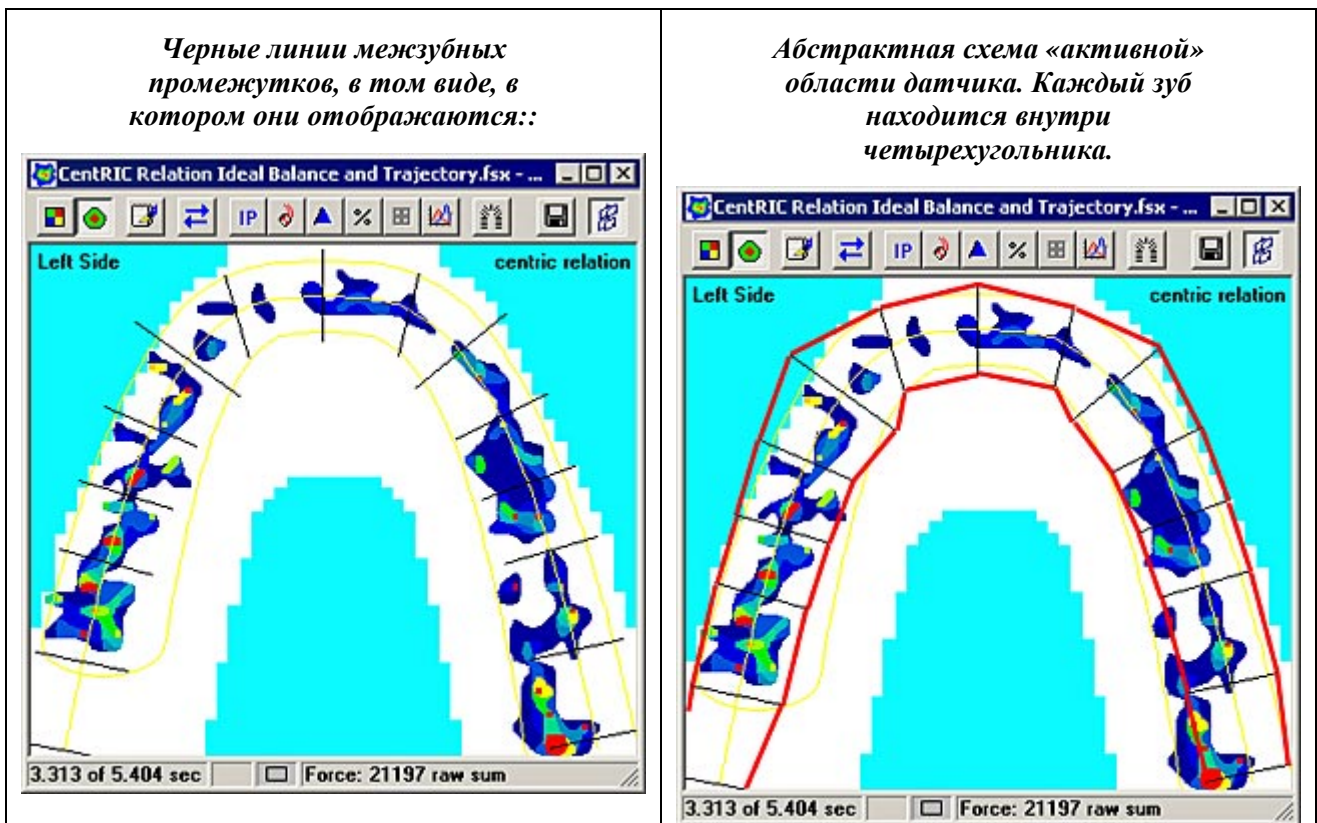 Черные линии межзубных
промежутков, в том виде, в
котором они отображаются::
CentRIC Relation Ideal Balance and Trajectory.fsx - ...
IP %
Left Side centric relation
3.313 of 5.404 sec Force: 21197 raw sum
Абстрактная схема «активной»
области датчика. Каждый зуб
находится внутри
четырехугольника.
CentRIC Relation Ideal Balance and Trajectory.fsx - ...
IP %
Left Side centric relation
3.313 of 5.404 sec Force: 21197 raw sum